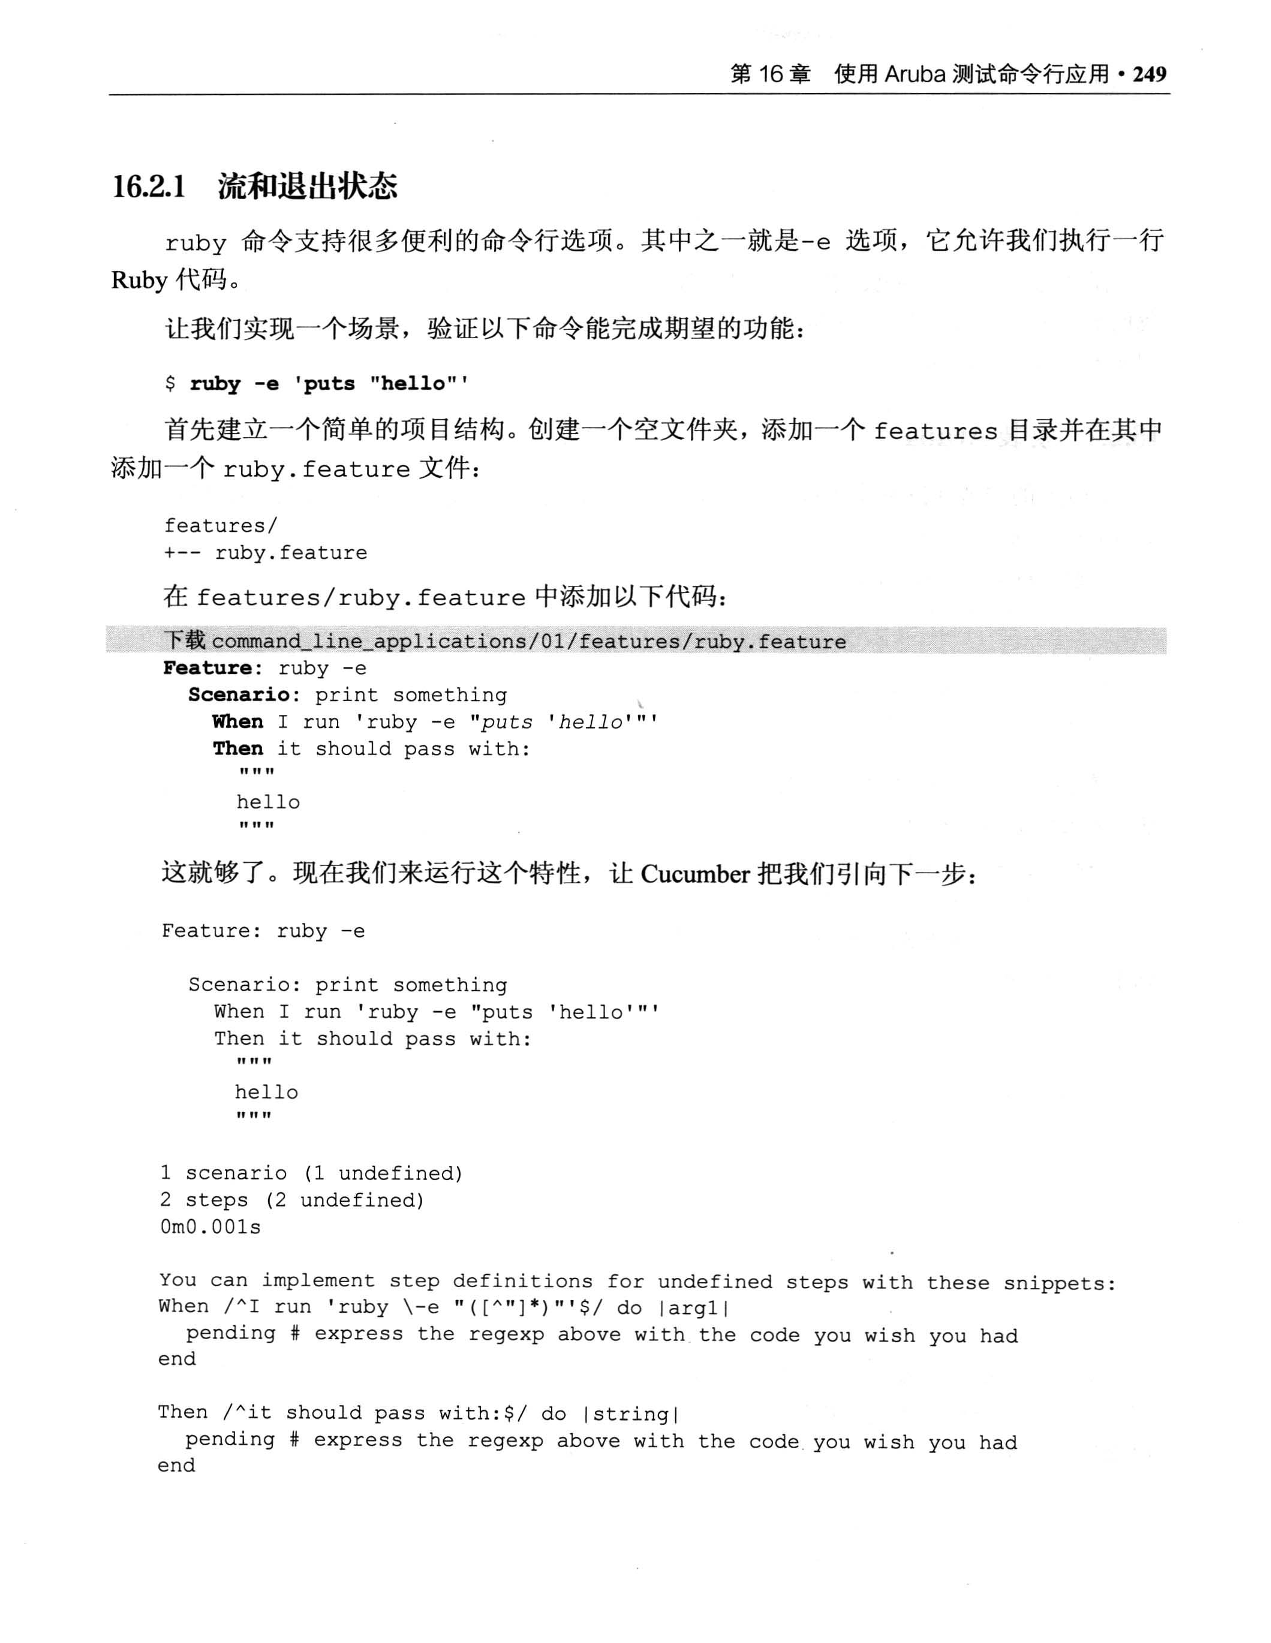 第 16 章 使用 Aruba 测试命令行应用 • 249
16.2.1 流和退出状态
ruby 命令支持很多便利的命令行选项。其中之一就是-e 选项，它允许我们执行一行
Ruby 代码。
让我们实现一个场景，验证以下命令能完成期望的功能：
$ ruby -e 'puts "hello"'
首先建立一个简单的项目结构。创建一个空文件夹，添加一个 features 目录并在其中
添加一个 ruby.feature 文件：
features/
+-- ruby.feature
在 features/ruby.feature 中添加以下代码：
下载 command_line_applications/01/features/ruby.feature
Feature: ruby -e
  Scenario: print something
    When I run 'ruby -e "puts 'hello'"'
    Then it should pass with:
      """
      hello
      """
这就够了。现在我们来运行这个特性，让 Cucumber 把我们引向下一步：
Feature: ruby -e
  Scenario: print something
    When I run 'ruby -e "puts 'hello'"'
    Then it should pass with:
      """
      hello
      """
1 scenario (1 undefined)
2 steps (2 undefined)
0m0.001s
You can implement step definitions for undefined steps with these snippets:
When /^I run 'ruby \-e "([^"]*)"'$/ do |arg1|
  pending # express the regexp above with the code you wish you had
end
Then /^it should pass with:$/ do |string|
  pending # express the regexp above with the code you wish you had
end